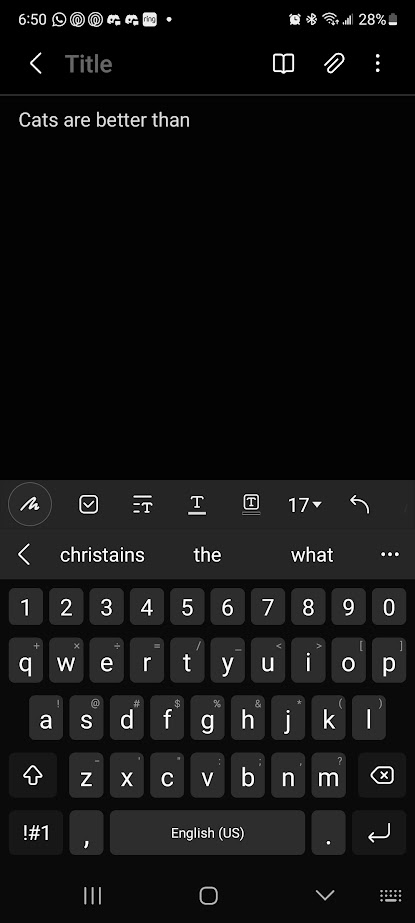 6:50 ring 28%
Title
Cats are better than
T T T 17
christains the what ...
1 2 3 4 5 6 7 8 9 0
+ × ÷ = / _ < > [ ]
q w e r t y u i o p
! @ # $ % & * ( )
a s d f g h j k l
- ' " : ; , ?
z x c v b n m
!#1 , English (US) .